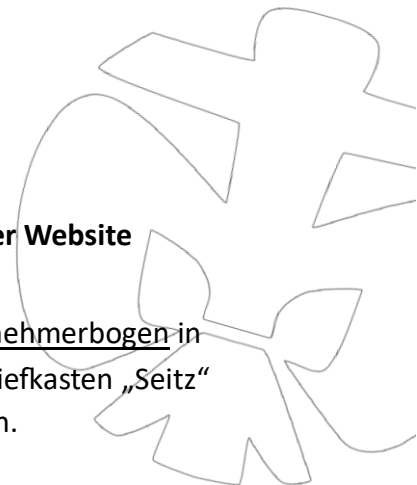 er Website
nehmerbogen in
iefkasten „Seitz“
n.